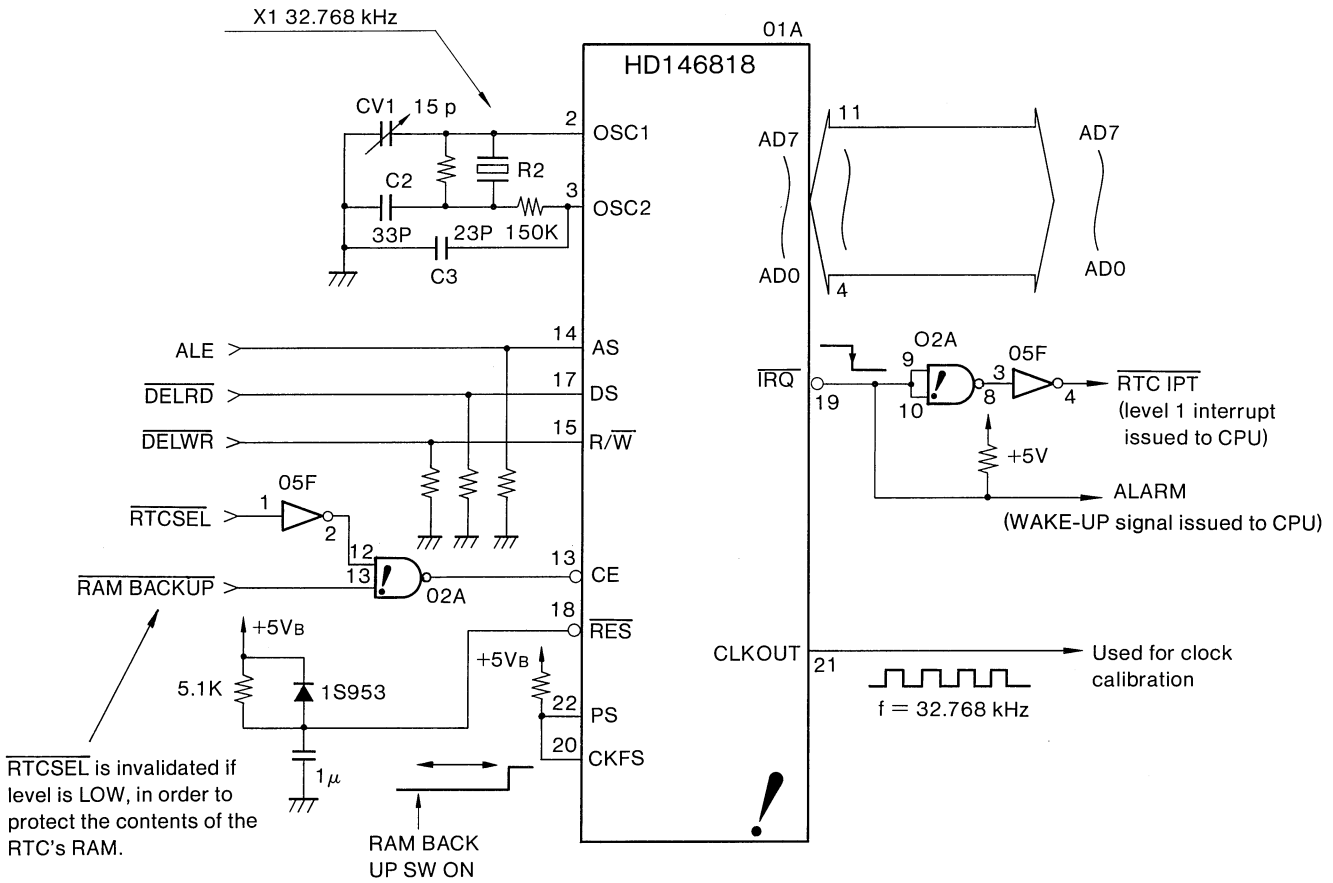 X1 32.768 kHz
01A
HD146818
CV1 15 p
2 OSC1
R2
C2
3 OSC2
33P 23P 150K
C3
AD7
11
AD7
AD0
4
AD0
ALE
14 AS
DELRD
17 DS
DELWR
15 R/W
IRQ
19
O2A
9
10
8
05F
3
4
RTC IPT
(level 1 interrupt
issued to CPU)
+5V
ALARM
(WAKE-UP signal issued to CPU)
05F
RTCSEL
1
2
12
13
RAM BACKUP
02A
13 CE
18 RES
+5VB
5.1K
1S953
1μ
+5VB
22 PS
20 CKFS
CLKOUT
21
Used for clock
calibration
f = 32.768 kHz
RTCSEL is invalidated if
level is LOW, in order to
protect the contents of the
RTC's RAM.
RAM BACK
UP SW ON